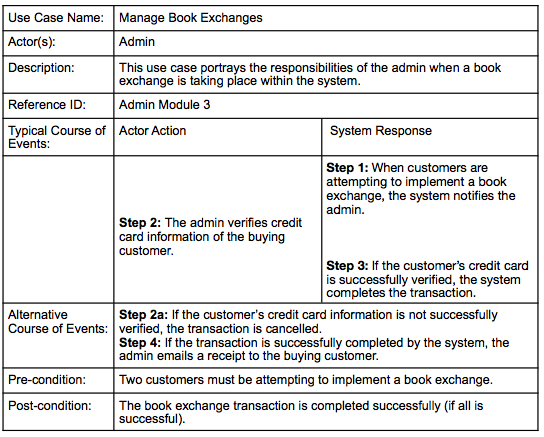 Use Case Name: Manage Book Exchanges
Actor(s): Admin
Description: This use case portrays the responsibilities of the admin when a book
exchange is taking place within the system.
Reference ID: Admin Module 3
Typical Course of Actor Action System Response
Events:
Step 1: When customers are
attempting to implement a book
exchange, the system notifies the
admin.
Step 2: The admin verifies credit
card information of the buying
customer.
Step 3: If the customer's credit card
is successfully verified, the system
completes the transaction.
Alternative Step 2a: If the customer's credit card information is not successfully
Course of Events: verified, the transaction is cancelled.
Step 4: If the transaction is successfully completed by the system, the
admin emails a receipt to the buying customer.
Pre-condition: Two customers must be attempting to implement a book exchange.
Post-condition: The book exchange transaction is completed successfully (if all is
successful).